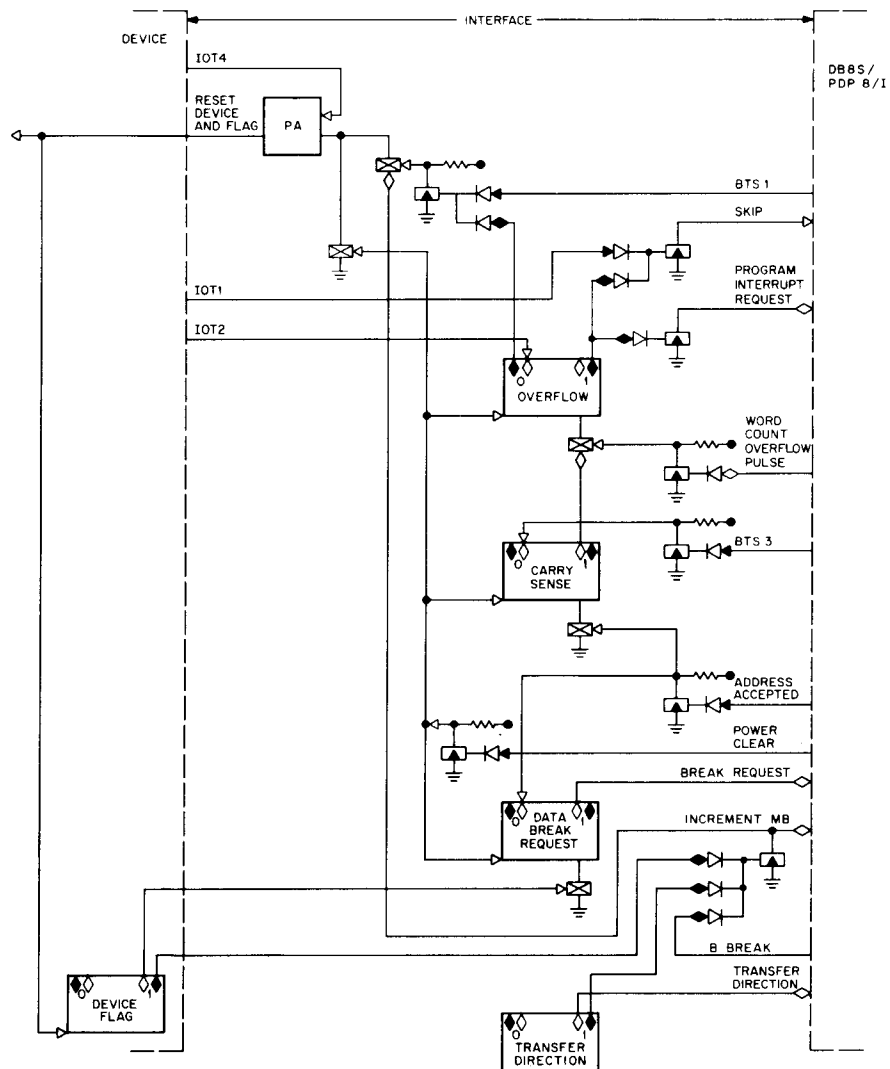 INTERFACE
DEVICE
DB8S/
PDP 8/I
IOT4
RESET
DEVICE
AND FLAG
PA
BTS 1
SKIP
PROGRAM
INTERRUPT
REQUEST
IOT1
IOT2
0 1
OVERFLOW
WORD
COUNT
OVERFLOW
PULSE
BTS 3
0 1
CARRY
SENSE
ADDRESS
ACCEPTED
POWER
CLEAR
BREAK REQUEST
0 1
DATA
BREAK
REQUEST
INCREMENT MB
B BREAK
0 1
DEVICE
FLAG
TRANSFER
DIRECTION
0 1
TRANSFER
DIRECTION